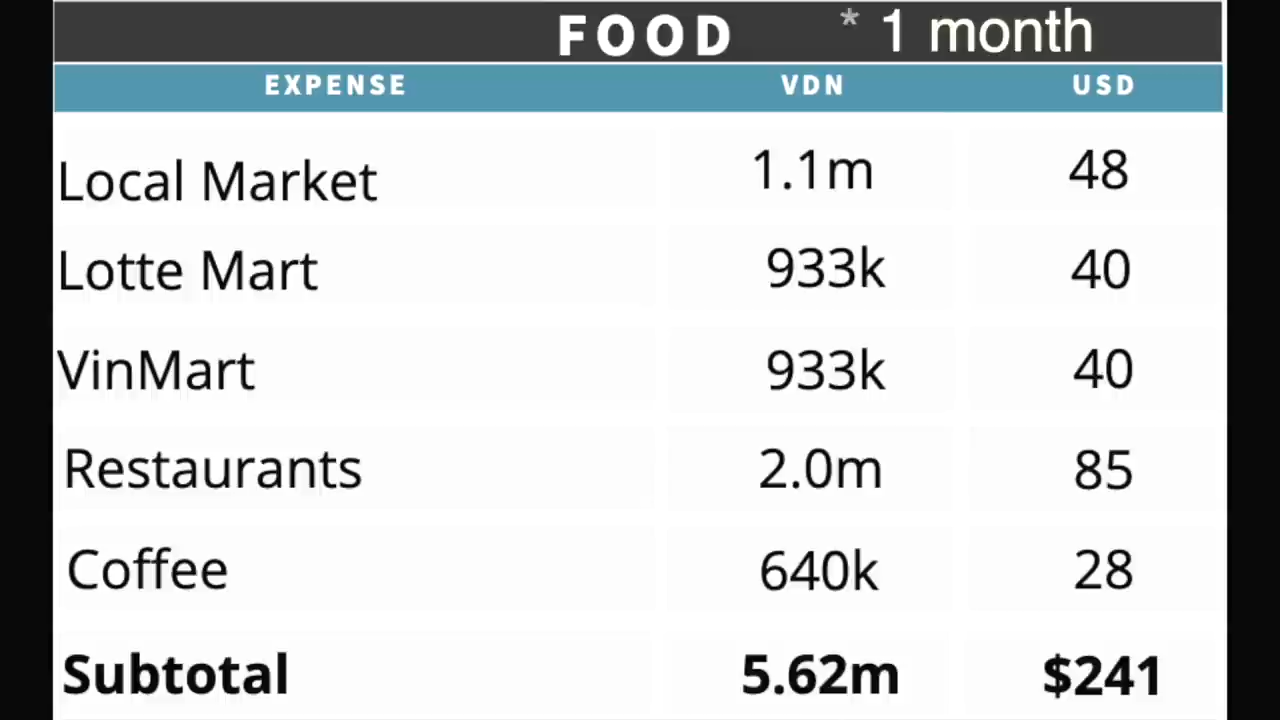 FOOD * 1 month
EXPENSE VDN USD
Local Market 1.1m 48
Lotte Mart 933k 40
VinMart 933k 40
Restaurants 2.0m 85
Coffee 640k 28
Subtotal 5.62m $241